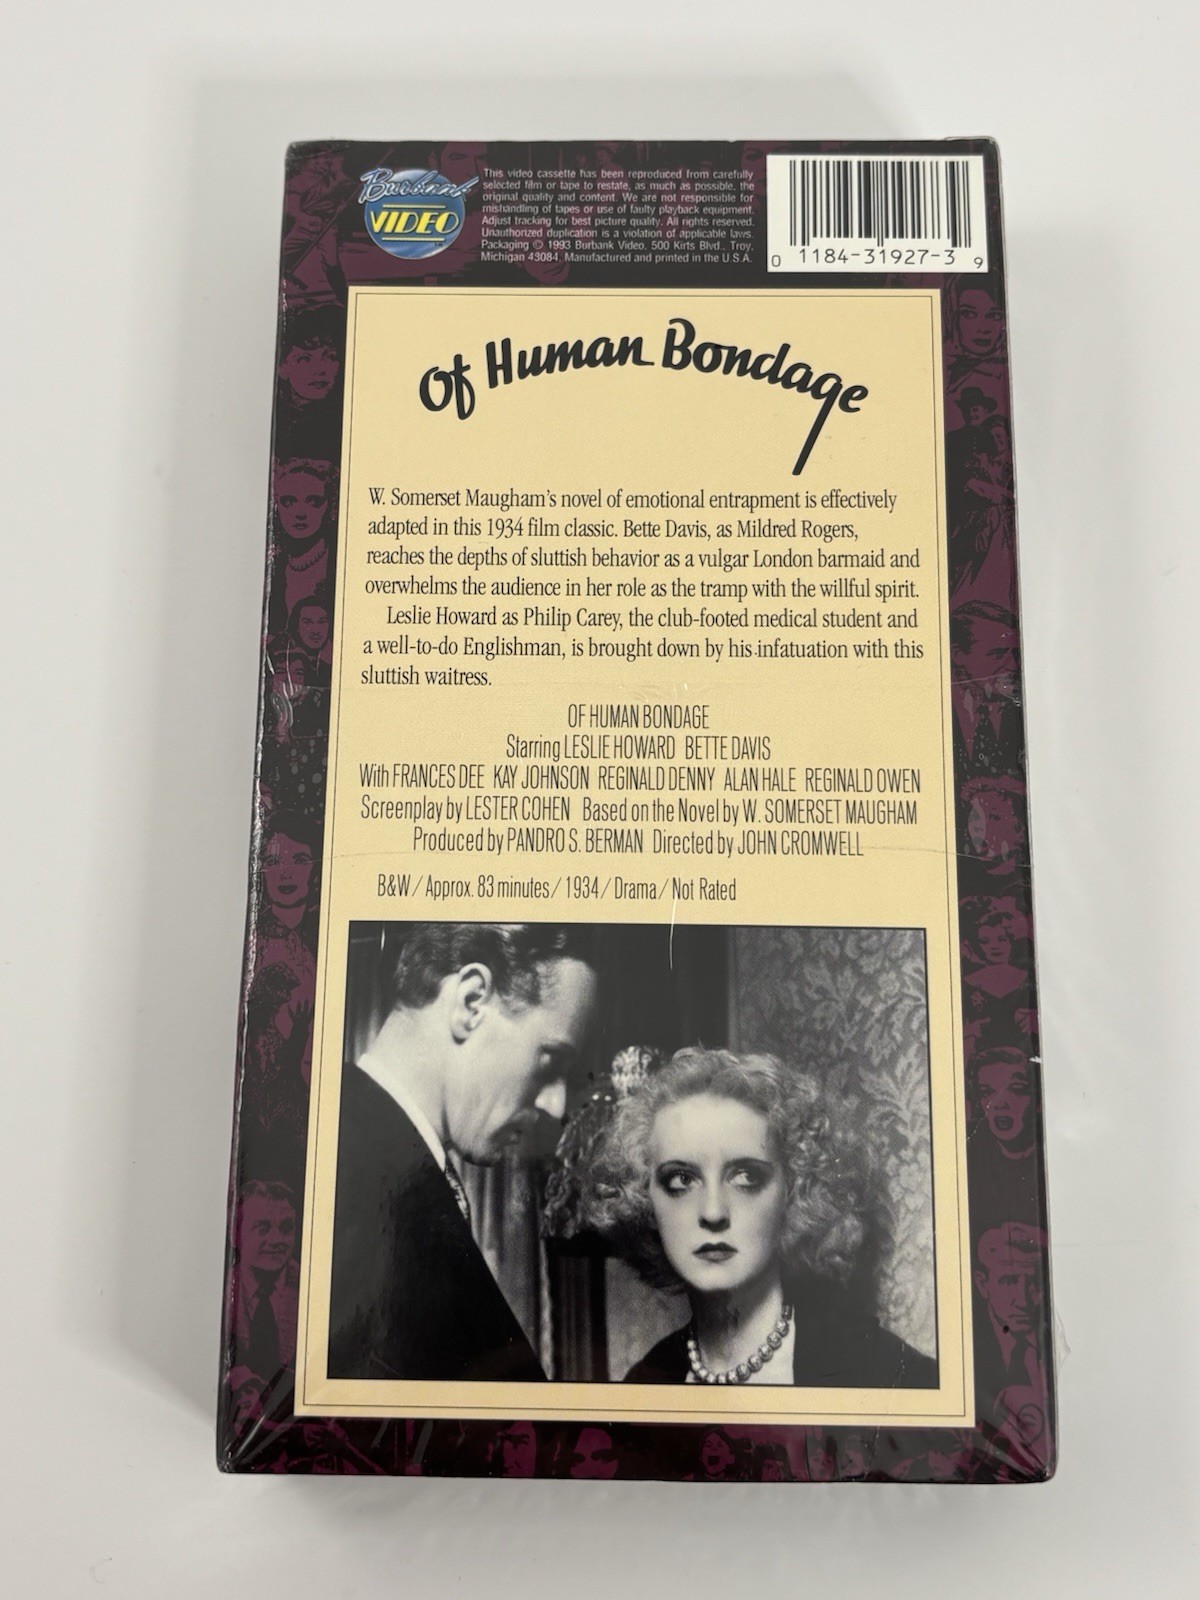 Burbank
VIDEO
This video cassette has been reproduced from carefully
selected film or tape to restate, as much as possible, the
original quality and content. We are not responsible for
mishandling of tapes or use of faulty playback equipment.
Adjust tracking for best picture quality. All rights reserved.
Unauthorized duplication is a violation of applicable laws.
Packaging © 1993 Burbank Video, 500 Kirts Blvd., Troy,
Michigan 48084. Manufactured and printed in the U.S.A.
0 1184-31927-3 9
Of Human Bondage
W. Somerset Maugham's novel of emotional entrapment is effectively
adapted in this 1934 film classic. Bette Davis, as Mildred Rogers,
reaches the depths of sluttish behavior as a vulgar London barmaid and
overwhelms the audience in her role as the tramp with the willful spirit.
Leslie Howard as Philip Carey, the club-footed medical student and
a well-to-do Englishman, is brought down by his infatuation with this
sluttish waitress.
OF HUMAN BONDAGE
Starring LESLIE HOWARD BETTE DAVIS
With FRANCES DEE KAY JOHNSON REGINALD DENNY ALAN HALE REGINALD OWEN
Screenplay by LESTER COHEN Based on the Novel by W. SOMERSET MAUGHAM
Produced by PANDRO S. BERMAN Directed by JOHN CROMWELL
B&W / Approx. 83 minutes / 1934 / Drama / Not Rated